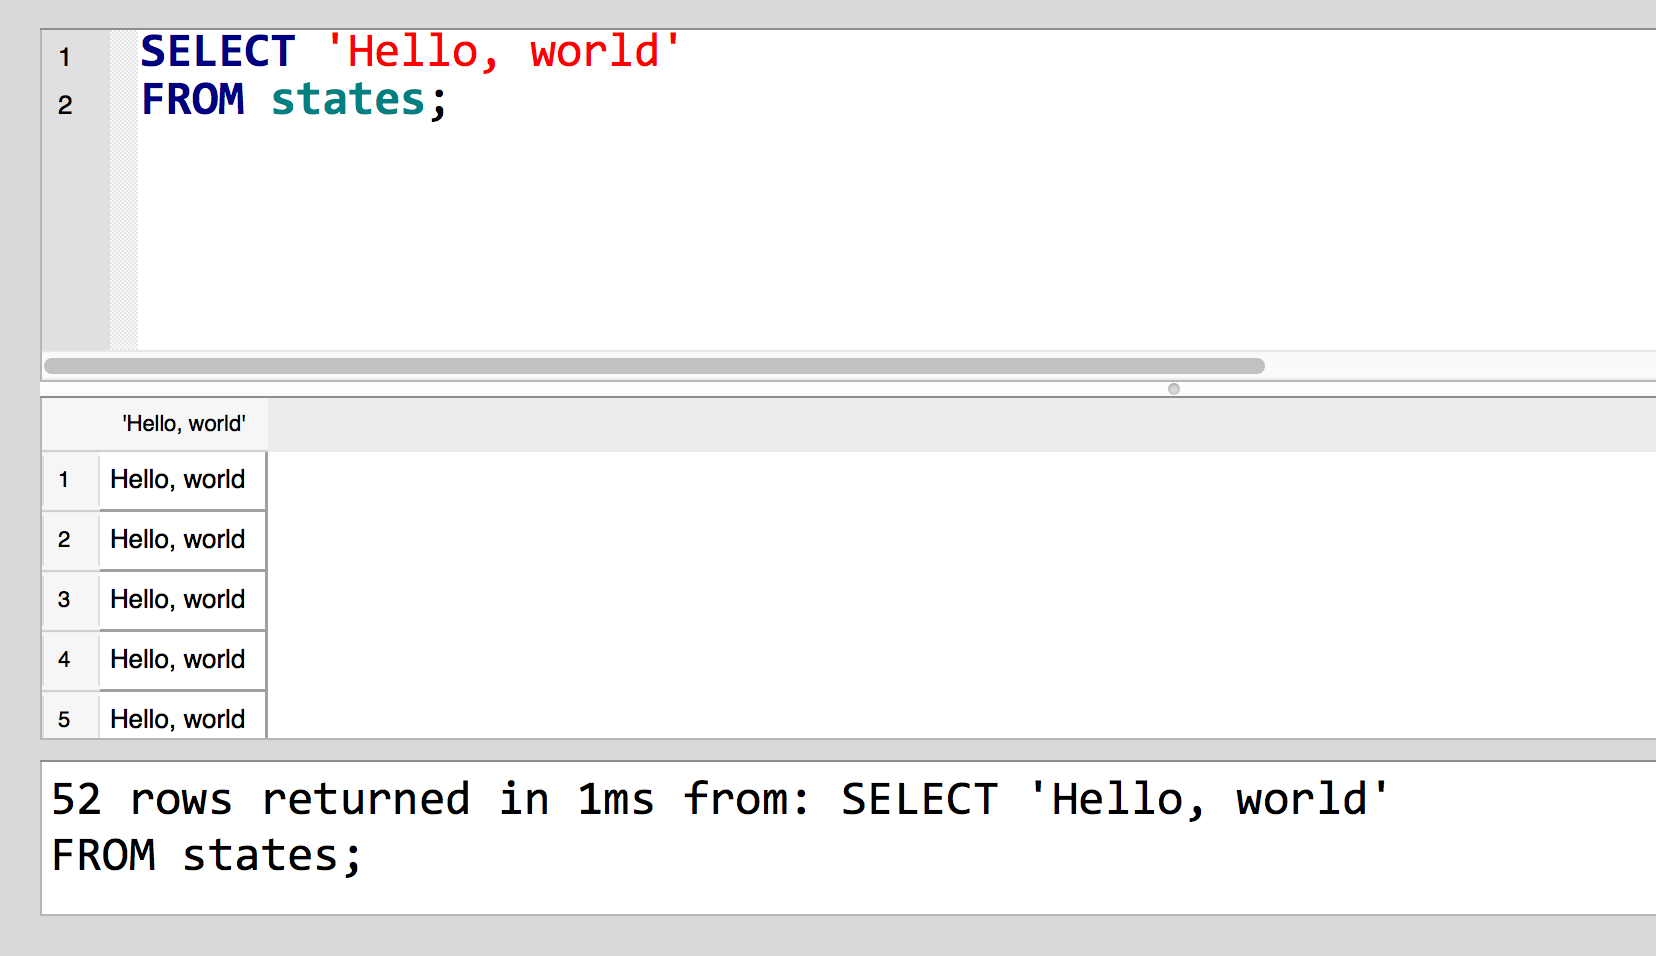 1 SELECT 'Hello, world'
2 FROM states;
'Hello, world'
1 Hello, world
2 Hello, world
3 Hello, world
4 Hello, world
5 Hello, world
52 rows returned in 1ms from: SELECT 'Hello, world'
FROM states;